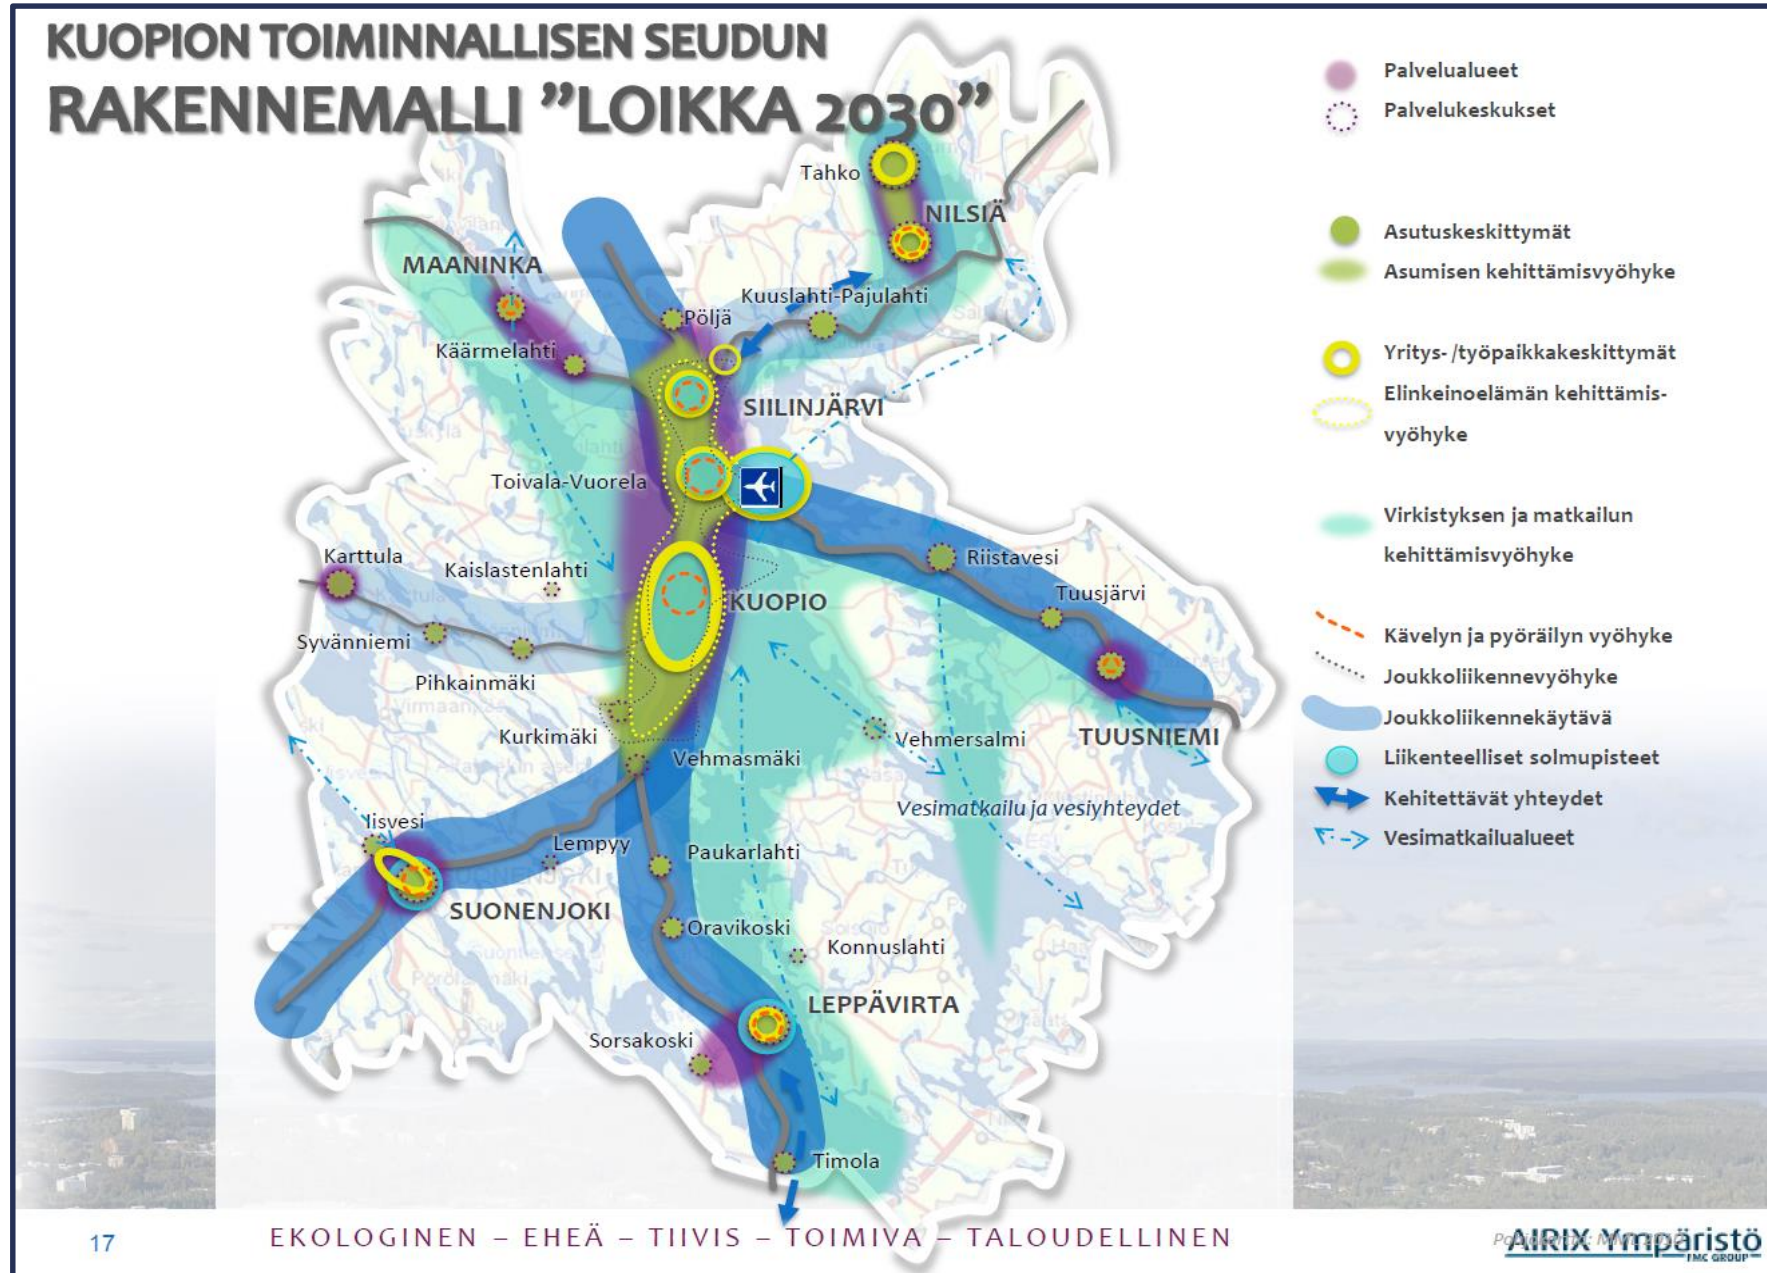 KUOPION TOIMINNALLISEN SEUDUN
RAKENNEMALLI ”LOIKKA 2030”
Tahko
NILSIÄ
MAANINKA
Kuuslahti-Pajulahti
Pöljä
Käärmelahti
SIILINJÄRVI
Toivala-Vuorela
Karttula
Kaislastenlahti
Riistavesi
KUOPIO
Tuusjärvi
Syvänniemi
Pihkainmäki
Kurkimäki
Vehmersalmi
TUUSNIEMI
Vehmasmäki
Vesimatkailu ja vesiyhteydet
Iisvesi
Lempyy
Paukarlahti
SUONENJOKI
Oravikoski
Konnuslahti
LEPPÄVIRTA
Sorsakoski
Timola
Palvelualueet
Palvelukeskukset
Asutuskeskittymät
Asumisen kehittämisvyöhyke
Yritys- /työpaikkakeskittymät
Elinkeinoelämän kehittämis-
vyöhyke
Virkistyksen ja matkailun
kehittämisvyöhyke
Kävelyn ja pyöräilyn vyöhyke
Joukkoliikennevyöhyke
Joukkoliikennekäytävä
Liikenteelliset solmupisteet
Kehitettävät yhteydet
Vesimatkailualueet
17
EKOLOGINEN – EHEÄ – TIIVIS – TOIMIVA – TALOUDELLINEN
AIRIX Ympäristö
FMC GROUP